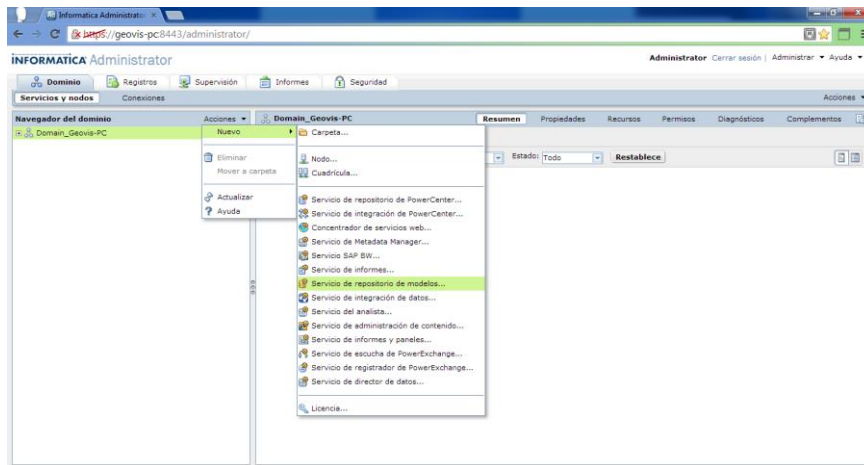 Informatica Administrator
https://geovis-pc:8443/administrator/
INFORMATICA Administrator
Administrator Cerrar sesión | Administrar Ayuda
Dominio Registros Supervisión Informes Seguridad
Servicios y nodos Conexiones Acciones
Navegador del dominio Acciones Domain_Geovis-PC Resumen Propiedades Recursos Permisos Diagnósticos Complementos
Domain_Geovis-PC
Nuevo
Eliminar
Mover a carpeta
Actualizar
Ayuda
Carpeta...
Nodo...
Cuadrícula...
Estado: Todo Restablece
Servicio de repositorio de PowerCenter...
Servicio de integración de PowerCenter...
Concentrador de servicios web...
Servicio de Metadata Manager...
Servicio SAP BW...
Servicio de informes...
Servicio de repositorio de modelos...
Servicio de integración de datos...
Servicio del analista...
Servicio de administración de contenido...
Servicio de informes y paneles...
Servicio de escucha de PowerExchange...
Servicio de registrador de PowerExchange...
Servicio de director de datos...
Licencia...